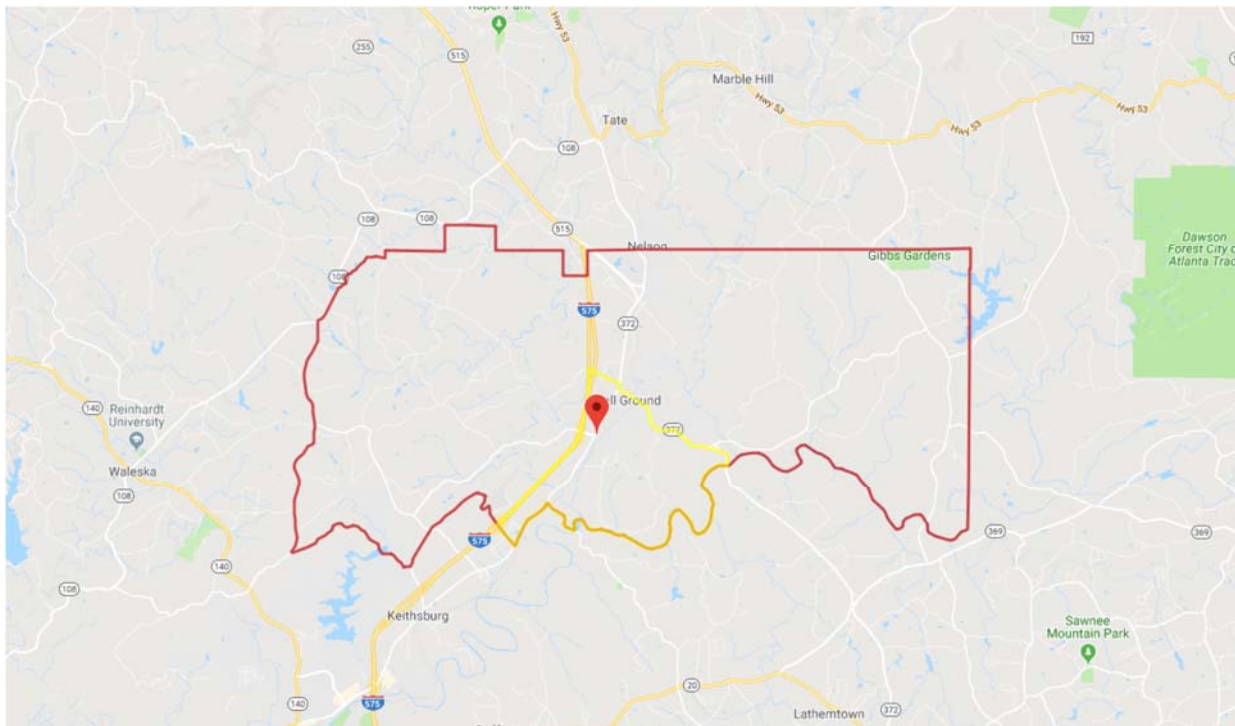 Roper Park
Hwy 53
192
255
515
Marble Hill
Hwy 53
Hwy 53
Tate
108
108
108
515
Nelson
Gibbs Gardens
Dawson
Forest City o
Atlanta Trac
108
575
372
140
Reinhardt
University
ll Ground
372
Waleska
140
108
575
369
369
140
108
Keithsburg
Sawnee
Mountain Park
20
575
140
Lathemtown
372